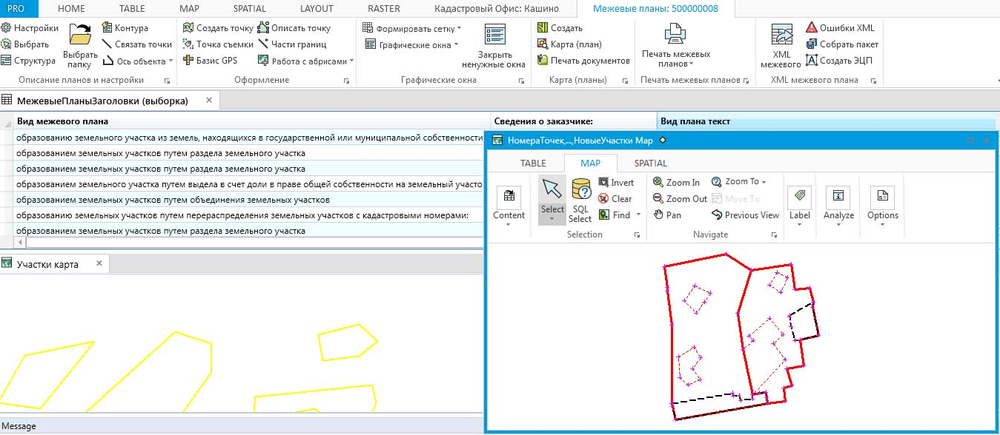 PRO HOME TABLE MAP SPATIAL LAYOUT RASTER Кадастровый Офис: Кашино Межевые планы: 500000008
Настройки Контура Создать точку Описать точку Формировать сетку Создать Ошибки XML
Выбрать Связать точки Точка съемки Части границ Графические окна Карта (план) Собрать пакет
Структура Выбрать папку Ось объекта Базис GPS Работа с абрисами Закрыть ненужные окна Печать документов Печать межевых планов XML межевого Создать ЭЦП
Описание планов и настройки Оформление Графические окна Карта (планы) Печать межевых планов XML межевого плана
МежевыеПланыЗаголовки (выборка)
Вид межевого плана Сведения о заказчике: Вид плана текст
образованию земельного участка из земель, находящихся в государственной или муниципальной собственности
образованием земельных участков путем раздела земельного участка
образованием земельных участков путем раздела земельного участка
образованием земельного участка путем выдела в счет доли в праве общей собственности на земельный участо
образованием земельных участков путем объединения земельных участков
образованию земельных участков путем перераспределения земельных участков с кадастровыми номерами:
образованием земельных участков путем раздела земельного участка
НомераТочек,...,НовыеУчастки Map
TABLE MAP SPATIAL
Content Select SQL Select Invert Zoom In Zoom To Label Analyze Options
Clear Zoom Out Move To
Find Pan Previous View
Selection Navigate
Участки карта
Message